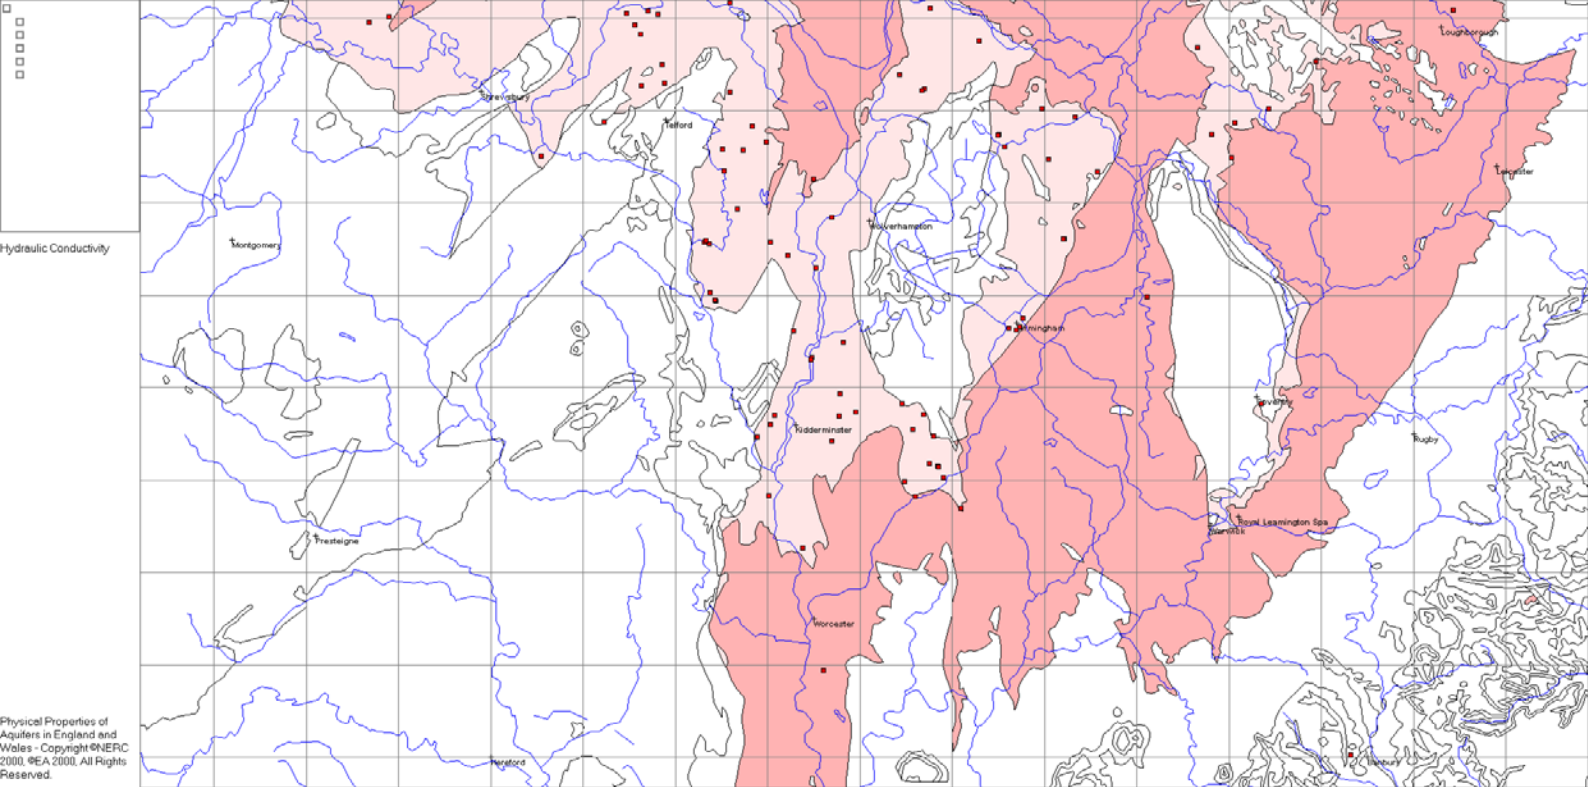 Loughborough
Shrewsbury
Telford
Leicester
Wolverhampton
Montgomery
Hydraulic Conductivity
Birmingham
Coventry
Kidderminster
Rugby
Royal Leamington Spa
Warwick
Presteigne
Worcester
Physical Properties of
Aquifers in England and
Wales - Copyright ©NERC
2000, ©EA 2000, All Rights
Reserved.
Hereford
Banbury